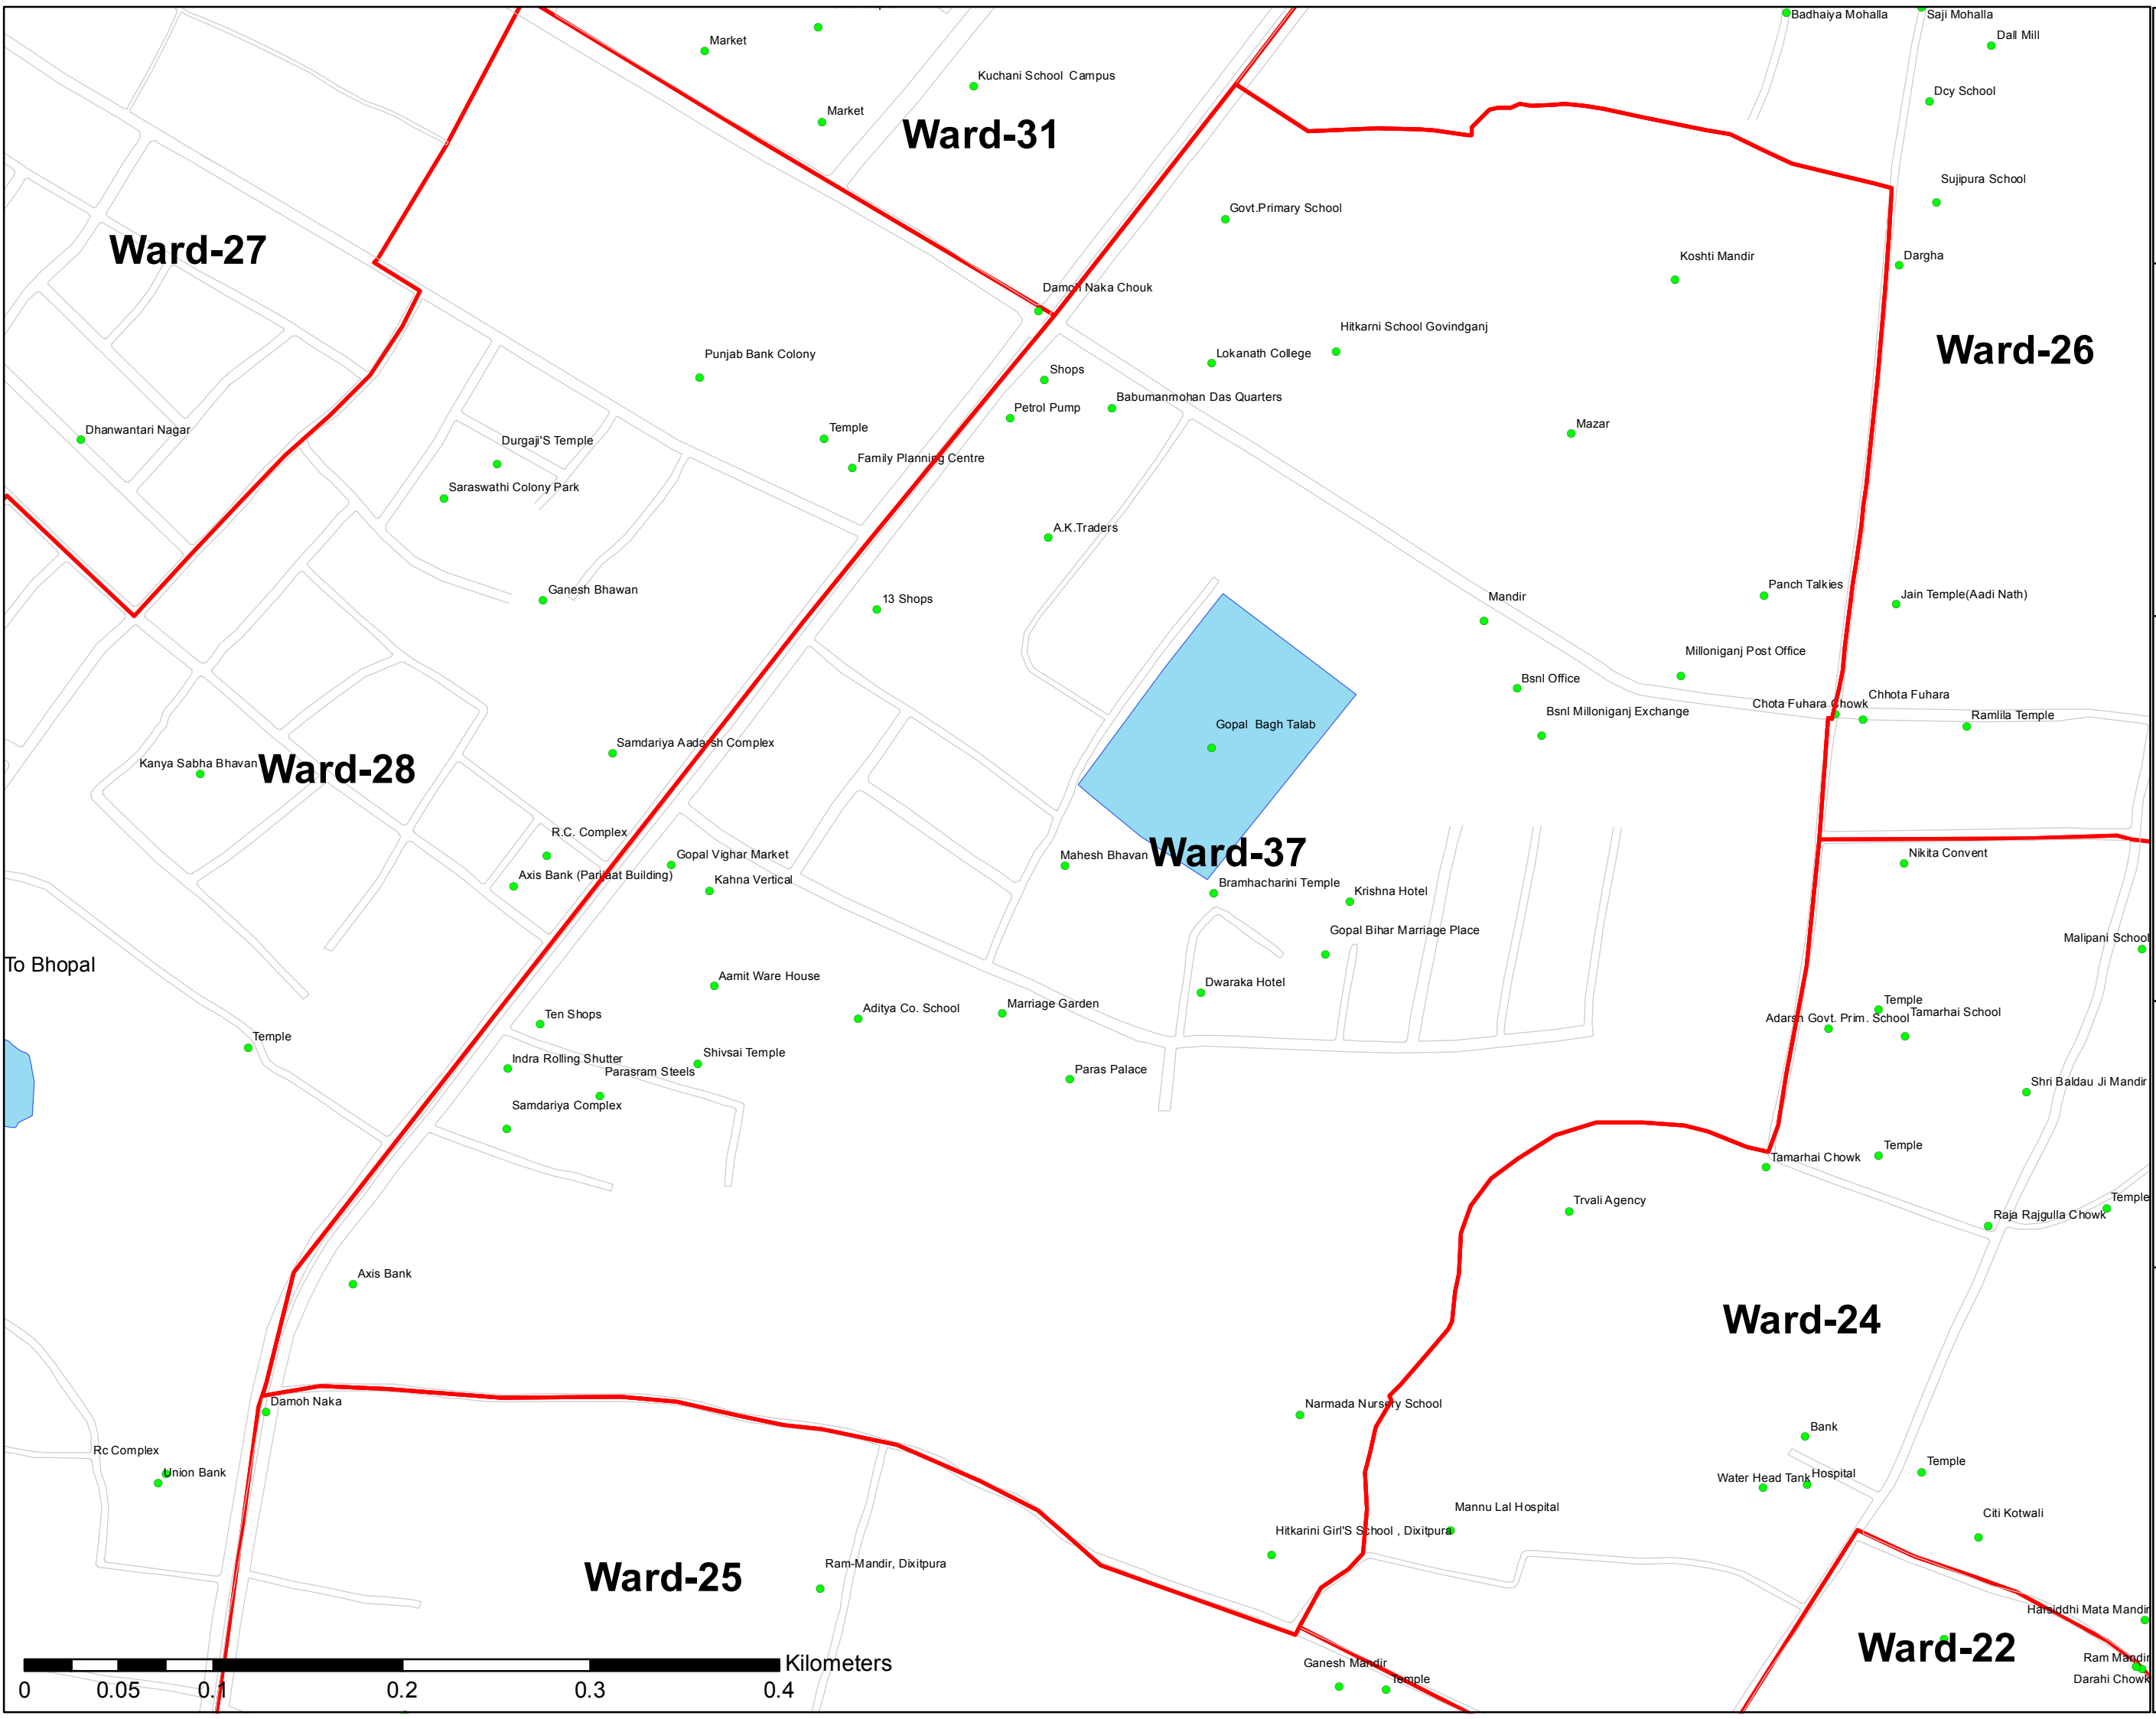 Badhaiya Mohalla
Saji Mohalla
Market
Dall Mill
Kuchani School Campus
Dcy School
Market
Ward-31
Sujipura School
Govt.Primary School
Ward-27
Koshti Mandir
Dargha
Damoh Naka Chouk
Hitkarni School Govindganj
Ward-26
Punjab Bank Colony
Lokanath College
Shops
Babumanmohan Das Quarters
Petrol Pump
Mazar
Dhanwantari Nagar
Temple
Durgaji'S Temple
Family Planning Centre
Saraswathi Colony Park
A.K.Traders
Panch Talkies
Ganesh Bhawan
Jain Temple(Aadi Nath)
13 Shops
Mandir
Milloniganj Post Office
Bsnl Office
Chhota Fuhara
Chota Fuhara Chowk
Bsnl Milloniganj Exchange
Ramlila Temple
Gopal Bagh Talab
Samdariya Aadarsh Complex
Kanya Sabha Bhavan
Ward-28
R.C. Complex
Ward-37
Gopal Vighar Market
Mahesh Bhavan
Nikita Convent
Axis Bank (Parijaat Building)
Kahna Vertical
Bramhacharini Temple
Krishna Hotel
Gopal Bihar Marriage Place
Malipani School
To Bhopal
Aamit Ware House
Dwaraka Hotel
Temple
Marriage Garden
Aditya Co. School
Ten Shops
Adarsh Govt. Prim. School
Tamarhai School
Temple
Indra Rolling Shutter
Shivsai Temple
Parasram Steels
Paras Palace
Shri Baldau Ji Mandir
Samdariya Complex
Temple
Tamarhai Chowk
Trvali Agency
Temple
Raja Rajgulla Chowk
Axis Bank
Ward-24
Damoh Naka
Narmada Nursery School
Bank
Rc Complex
Union Bank
Temple
Water Head Tank
Hospital
Mannu Lal Hospital
Citi Kotwali
Hitkarini Girl'S School , Dixitpura
Ward-25
Ram-Mandir, Dixitpura
Harsiddhi Mata Mandir
Ward-22
Kilometers
Ganesh Mandir
Ram Mandir
Temple
Darahi Chowk
0 0.05 0.1 0.2 0.3 0.4